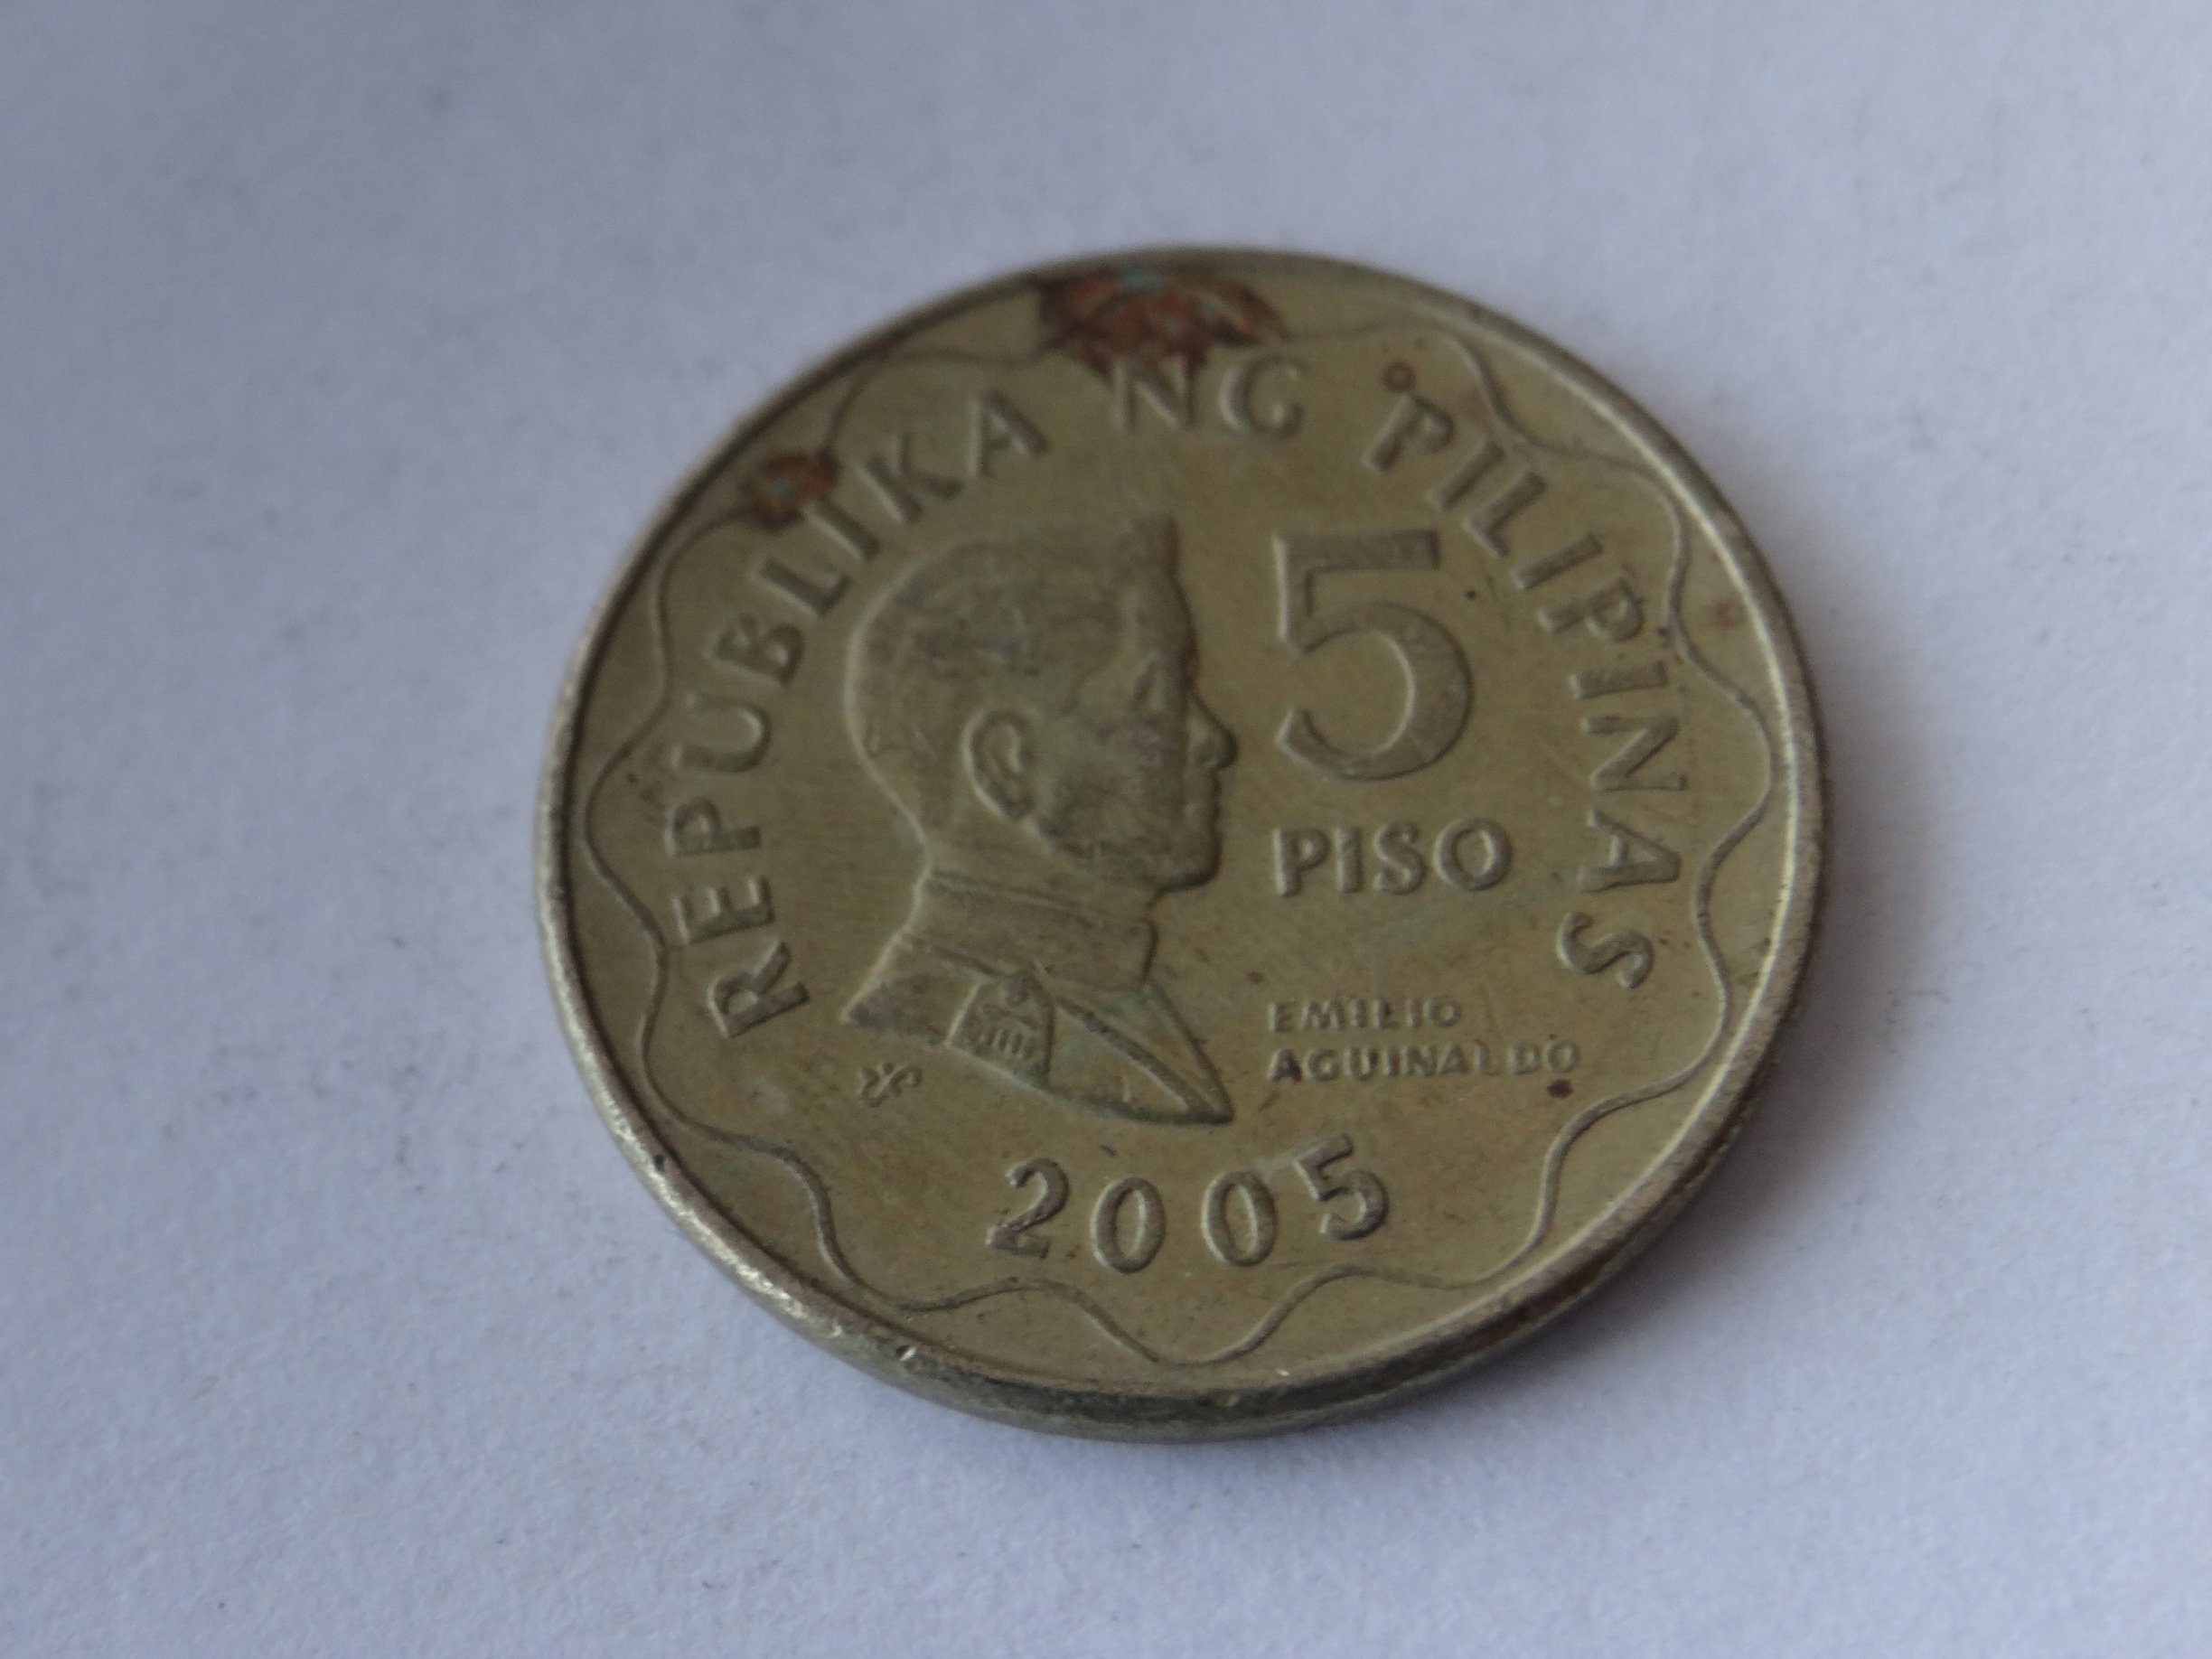 REPUBLIKA NG PILIPINAS
5
PISO
EMILIO
AGUINALDO
2005